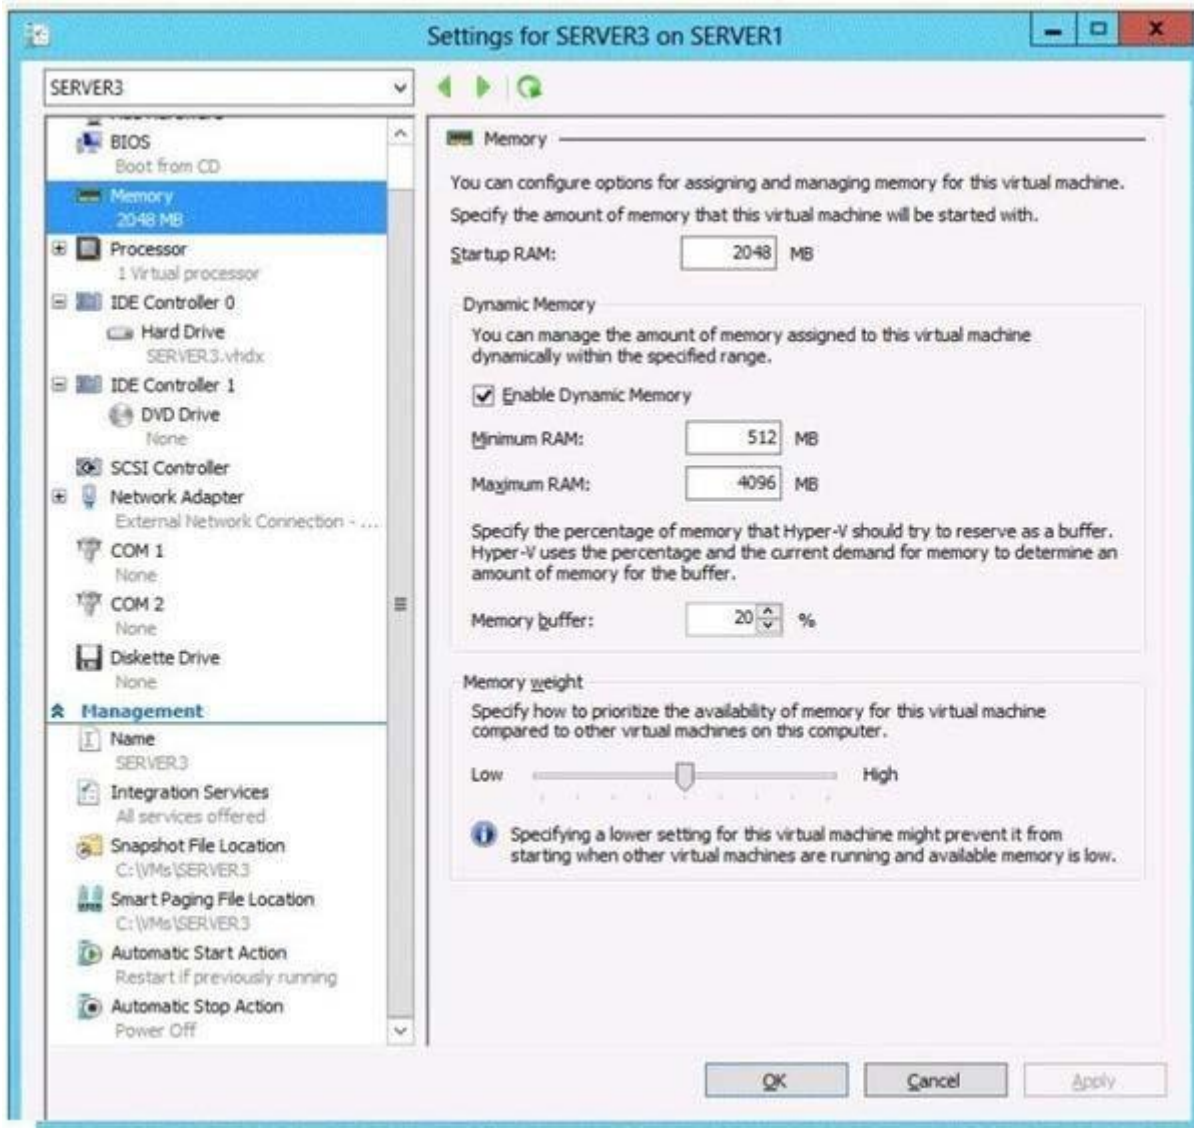 Settings for SERVER3 on SERVER1
SERVER3
BIOS
Boot from CD
Memory
2048 MB
Processor
1 Virtual processor
IDE Controller 0
Hard Drive
SERVER3.vhdx
IDE Controller 1
DVD Drive
None
SCSI Controller
Network Adapter
External Network Connection - ...
COM 1
None
COM 2
None
Diskette Drive
None
Management
Name
SERVER3
Integration Services
All services offered
Snapshot File Location
C:\VMs\SERVER3
Smart Paging File Location
C:\VMs\SERVER3
Automatic Start Action
Restart if previously running
Automatic Stop Action
Power Off
Memory
You can configure options for assigning and managing memory for this virtual machine.
Specify the amount of memory that this virtual machine will be started with.
Startup RAM: 2048 MB
Dynamic Memory
You can manage the amount of memory assigned to this virtual machine
dynamically within the specified range.
Enable Dynamic Memory
Minimum RAM: 512 MB
Maximum RAM: 4096 MB
Specify the percentage of memory that Hyper-V should try to reserve as a buffer.
Hyper-V uses the percentage and the current demand for memory to determine an
amount of memory for the buffer.
Memory buffer: 20 %
Memory weight
Specify how to prioritize the availability of memory for this virtual machine
compared to other virtual machines on this computer.
Low High
Specifying a lower setting for this virtual machine might prevent it from
starting when other virtual machines are running and available memory is low.
OK Cancel Apply